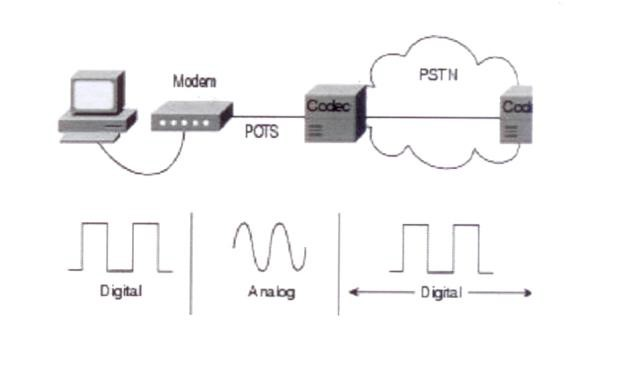 Modem
PSTN
Codec
POTS
Digital
Analog
Digital